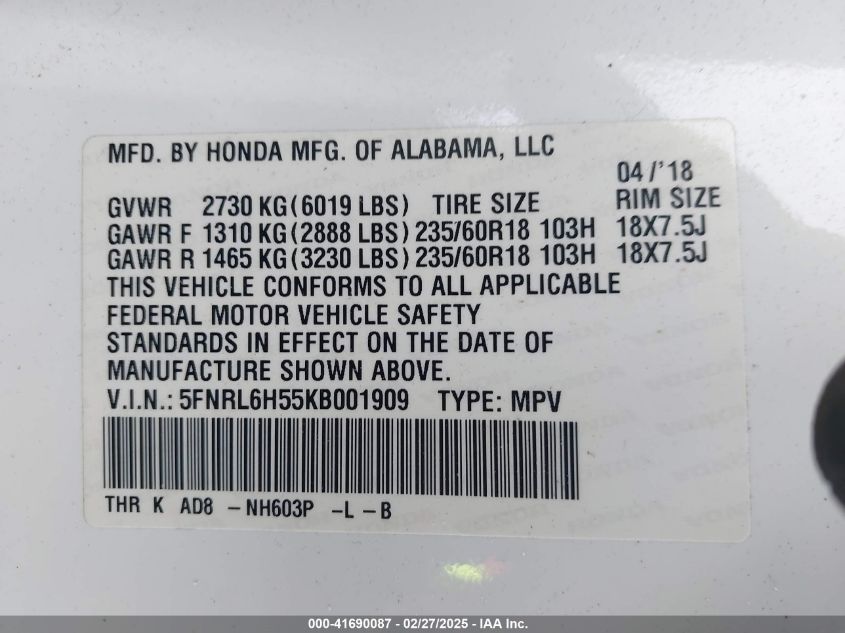 MFD. BY HONDA MFG. OF ALABAMA, LLC
04/'18
GVWR 2730 KG(6019 LBS) TIRE SIZE RIM SIZE
GAWR F 1310 KG(2888 LBS) 235/60R18 103H 18X7.5J
GAWR R 1465 KG(3230 LBS) 235/60R18 103H 18X7.5J
THIS VEHICLE CONFORMS TO ALL APPLICABLE
FEDERAL MOTOR VEHICLE SAFETY
STANDARDS IN EFFECT ON THE DATE OF
MANUFACTURE SHOWN ABOVE.
V.I.N.: 5FNRL6H55KB001909 TYPE: MPV
THR K AD8 -NH603P -L -B
000-41690087 - 02/27/2025 - IAA Inc.